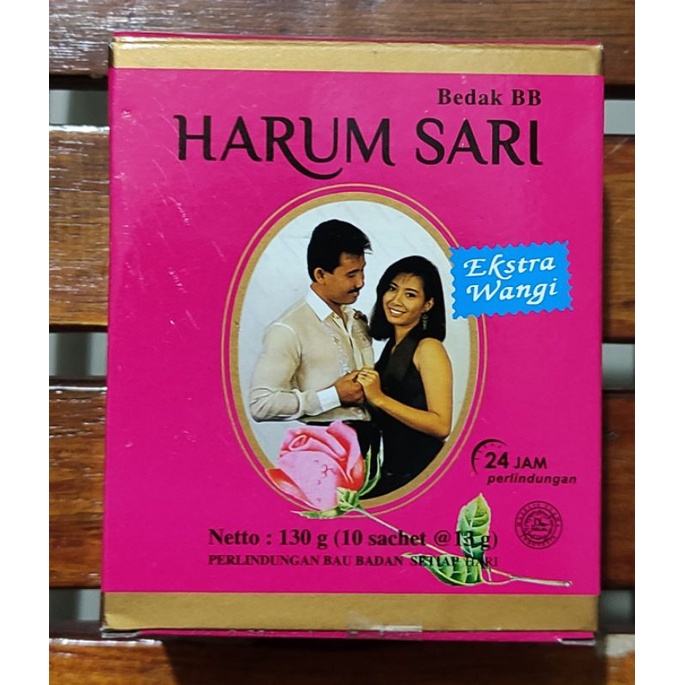 Bedak BB
HARUM SARI
Ekstra
Wangi
24 JAM
perlindungan
Netto : 130 g (10 sachet @ 13 g)
PERLINDUNGAN BAU BADAN SETIAP HARI